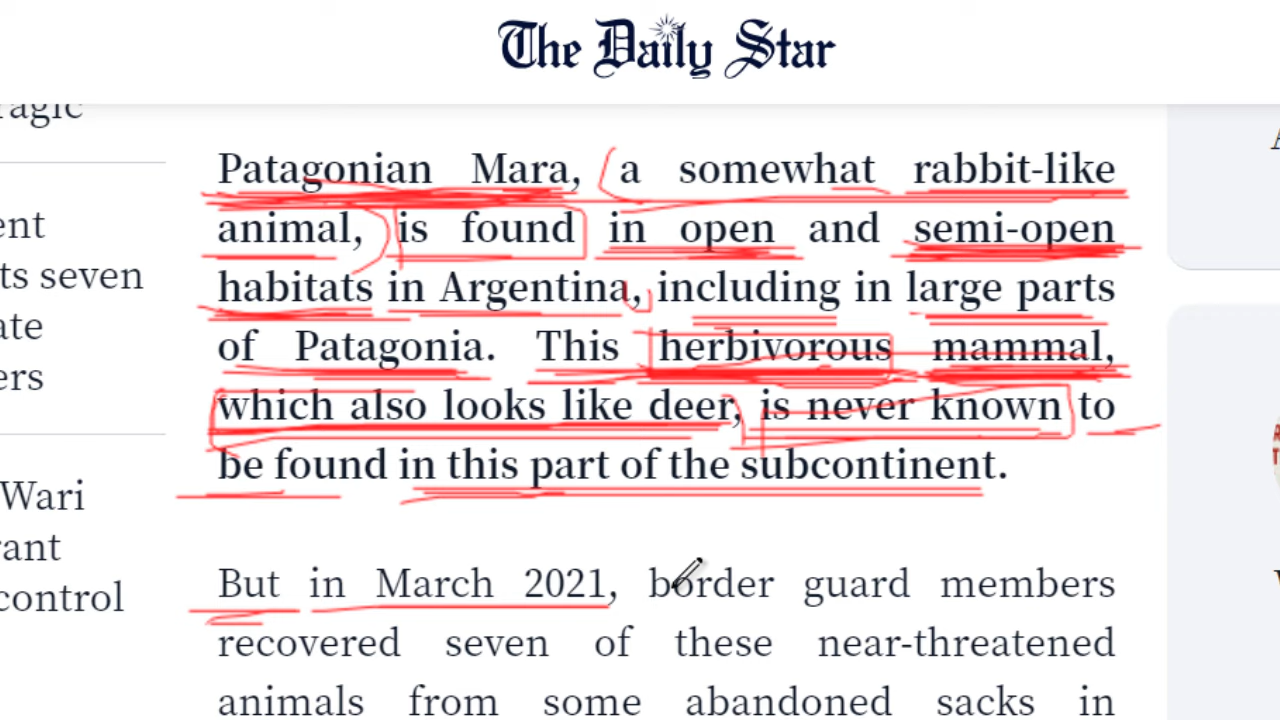 The Daily Star
ragic
ent
ts seven
ate
ers
Wari
rant
control
Patagonian Mara, a somewhat rabbit-like
animal, is found in open and semi-open
habitats in Argentina, including in large parts
of Patagonia. This herbivorous mammal,
which also looks like deer, is never known to
be found in this part of the subcontinent.
But in March 2021, border guard members
recovered seven of these near-threatened
animals from some abandoned sacks in